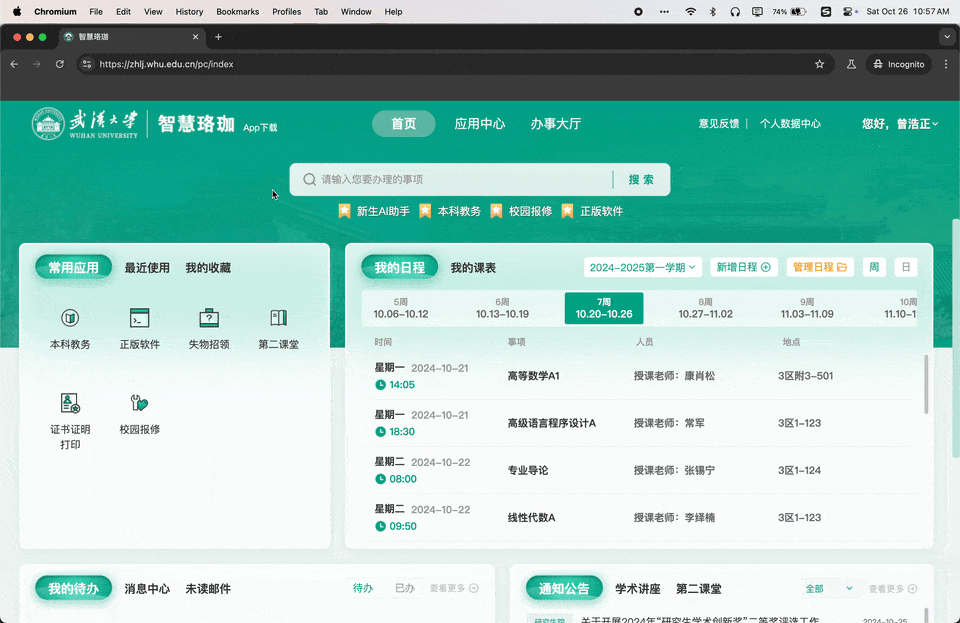 Chromium File Edit View History Bookmarks Profiles Tab Window Help 74% Sat Oct 26 10:57 AM
智慧珞珈
https://zhlj.whu.edu.cn/pc/index Incognito
武汉大学 WUHAN UNIVERSITY 智慧珞珈 App下载 首页 应用中心 办事大厅 意见反馈 个人数据中心 您好，曾浩正
请输入您要办理的事项 搜索
新生AI助手 本科教务 校园报修 正版软件
常用应用 最近使用 我的收藏
本科教务 正版软件 失物招领 第二课堂
证书证明打印 校园报修
我的日程 我的课表 2024-2025第一学期 新增日程 管理日程 周 日
5周 6周 7周 8周 9周 10周
10.06-10.12 10.13-10.19 10.20-10.26 10.27-11.02 11.03-11.09 11.10-1
时间 事项 人员 地点
星期一 2024-10-21
14:05 高等数学A1 授课老师：康肖松 3区附3-501
星期一 2024-10-21
18:30 高级语言程序设计A 授课老师：常军 3区1-123
星期二 2024-10-22
08:00 专业导论 授课老师：张锡宁 3区1-124
星期二 2024-10-22
09:50 线性代数A 授课老师：李绎楠 3区1-123
我的待办 消息中心 未读邮件 待办 已办 查看更多
通知公告 学术讲座 第二课堂 全部 查看更多
研究生院 关于开展2024年“研究生学术创新奖”二等奖评选工作 2024-10-25